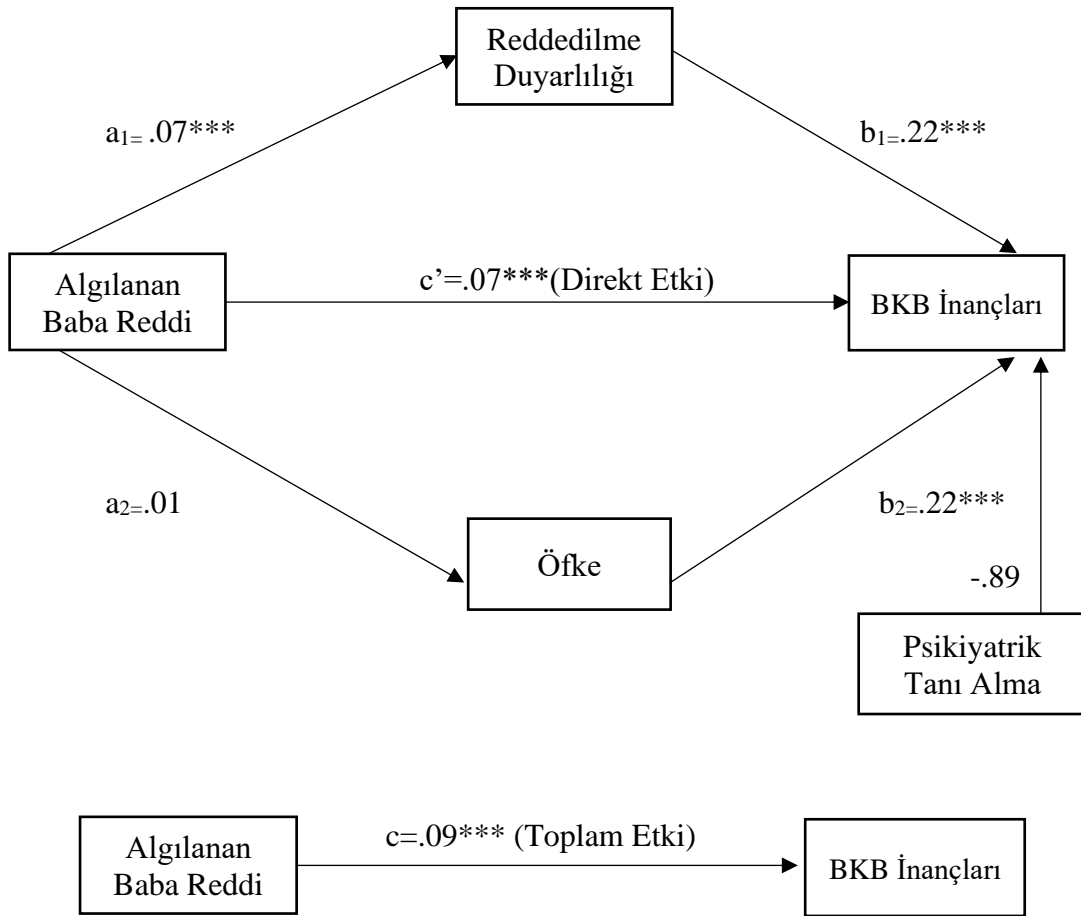 Reddedilme
Duyarlılığı
a1= .07***
b1=.22***
Algılanan
Baba Reddi
c’=.07***(Direkt Etki)
BKB İnançları
a2=.01
b2=.22***
Öfke
-.89
Psikiyatrik
Tanı Alma
Algılanan
Baba Reddi
c=.09*** (Toplam Etki)
BKB İnançları